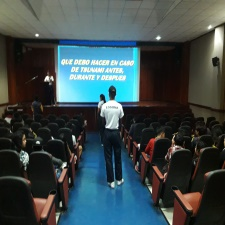 QUE DEBO HACER EN CASO
DE TSUNAMI ANTES,
DURANTE Y DESPUES